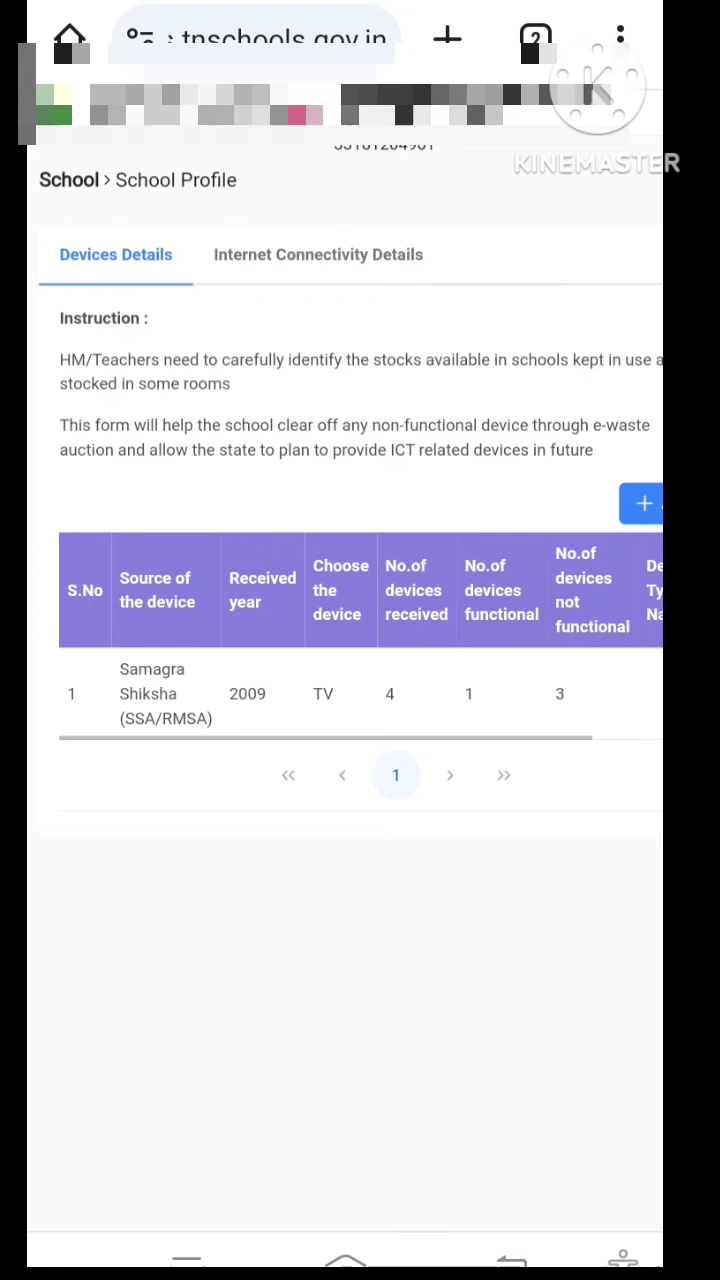 tnschools.gov.in
2
KINEMASTER
School > School Profile
Devices Details Internet Connectivity Details
Instruction :
HM/Teachers need to carefully identify the stocks available in schools kept in use a
stocked in some rooms
This form will help the school clear off any non-functional device through e-waste
auction and allow the state to plan to provide ICT related devices in future
+
S.No Source of the device Received year Choose the device No.of devices received No.of devices functional No.of devices not functional De Ty Na
1 Samagra Shiksha (SSA/RMSA) 2009 TV 4 1 3
« ‹ 1 › »